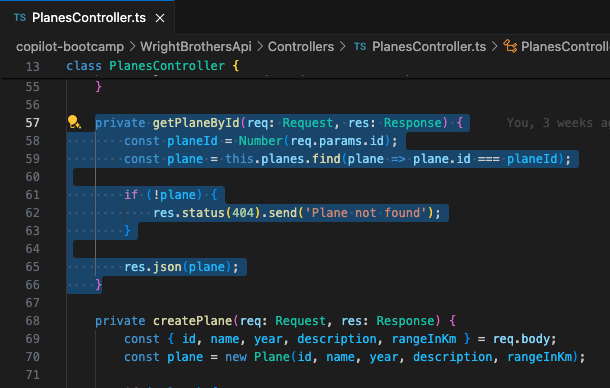 TS PlanesController.ts ×
copilot-bootcamp > WrightBrothersApi > Controllers > TS PlanesController.ts > PlanesControll
13 class PlanesController {
55 }
56
57 private getPlaneById(req: Request, res: Response) { You, 3 weeks ag
58 const planeId = Number(req.params.id);
59 const plane = this.planes.find(plane => plane.id === planeId);
60
61 if (!plane) {
62 res.status(404).send('Plane not found');
63 }
64
65 res.json(plane);
66 }
67
68 private createPlane(req: Request, res: Response) {
69 const { id, name, year, description, rangeInKm } = req.body;
70 const plane = new Plane(id, name, year, description, rangeInKm);
71